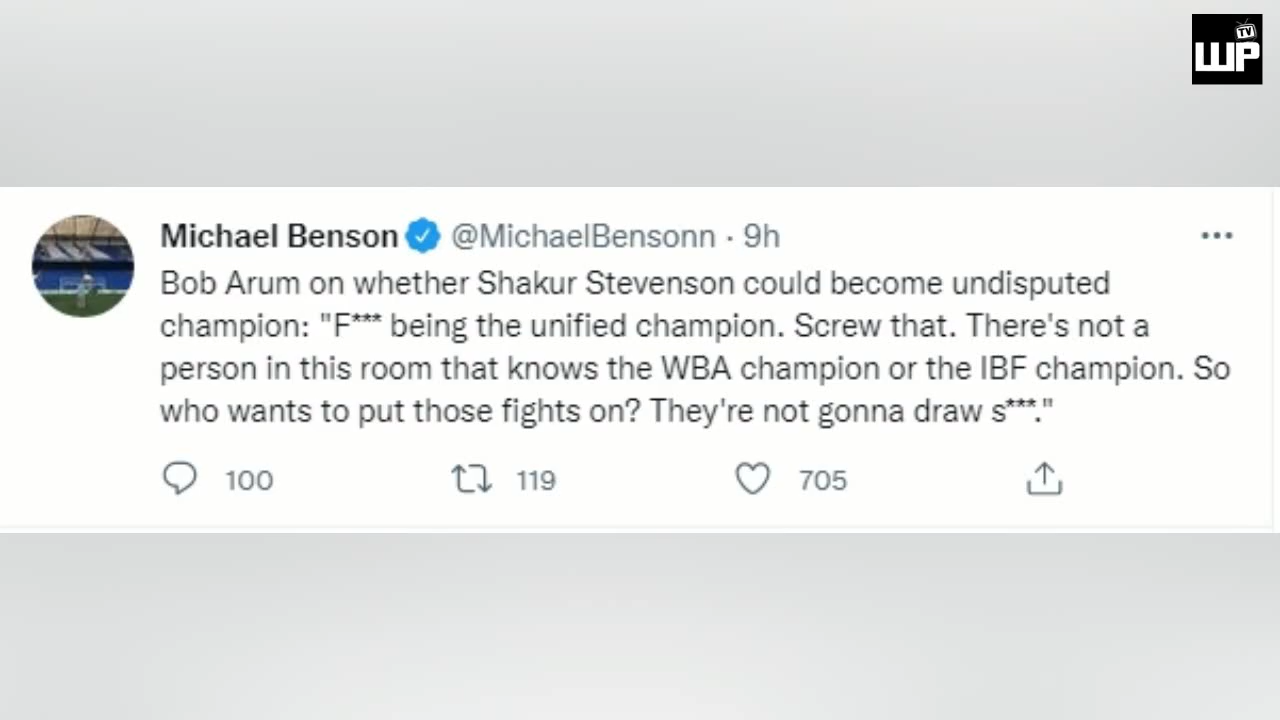 TV
WP
Michael Benson @MichaelBensonn · 9h
Bob Arum on whether Shakur Stevenson could become undisputed
champion: "F*** being the unified champion. Screw that. There's not a
person in this room that knows the WBA champion or the IBF champion. So
who wants to put those fights on? They're not gonna draw s***."
100 119 705